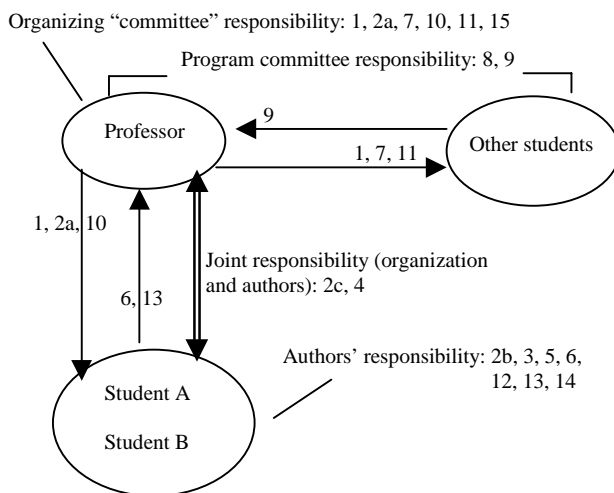 Organizing “committee” responsibility: 1, 2a, 7, 10, 11, 15
Program committee responsibility: 8, 9
Professor
9
Other students
1, 7, 11
1, 2a, 10
6, 13
Joint responsibility (organization
and authors): 2c, 4
Authors’ responsibility: 2b, 3, 5, 6,
12, 13, 14
Student A
Student B